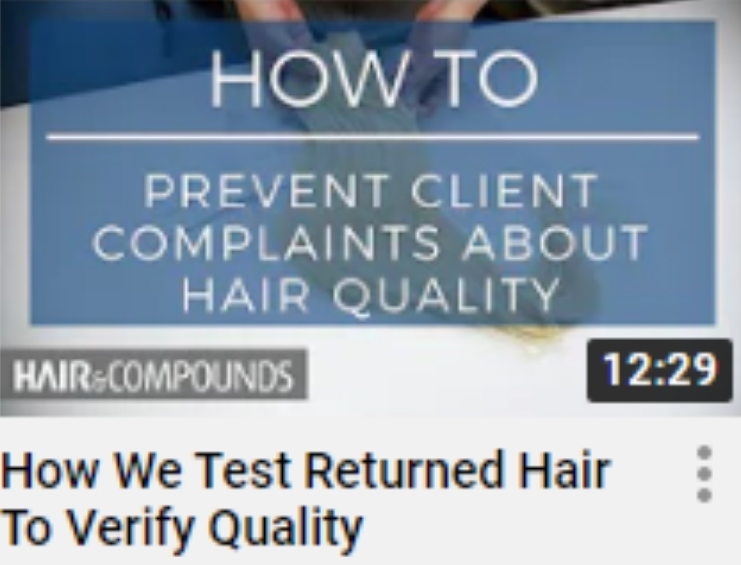 HOW TO
PREVENT CLIENT
COMPLAINTS ABOUT
HAIR QUALITY
HAIR&COMPOUNDS
12:29
How We Test Returned Hair
To Verify Quality